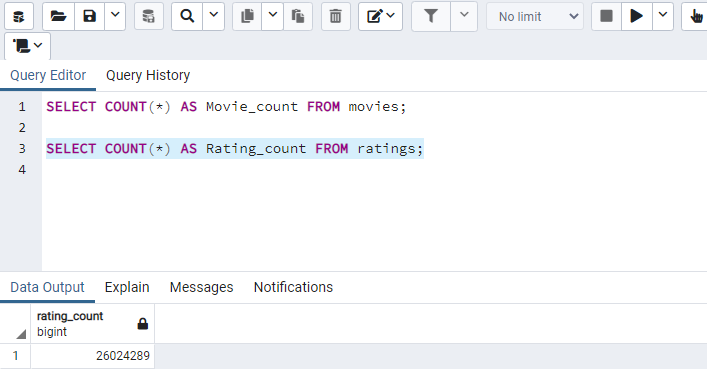 No limit
Query Editor Query History
1 SELECT COUNT(*) AS Movie_count FROM movies;
2
3 SELECT COUNT(*) AS Rating_count FROM ratings;
4
Data Output Explain Messages Notifications
rating_count
bigint
1 26024289